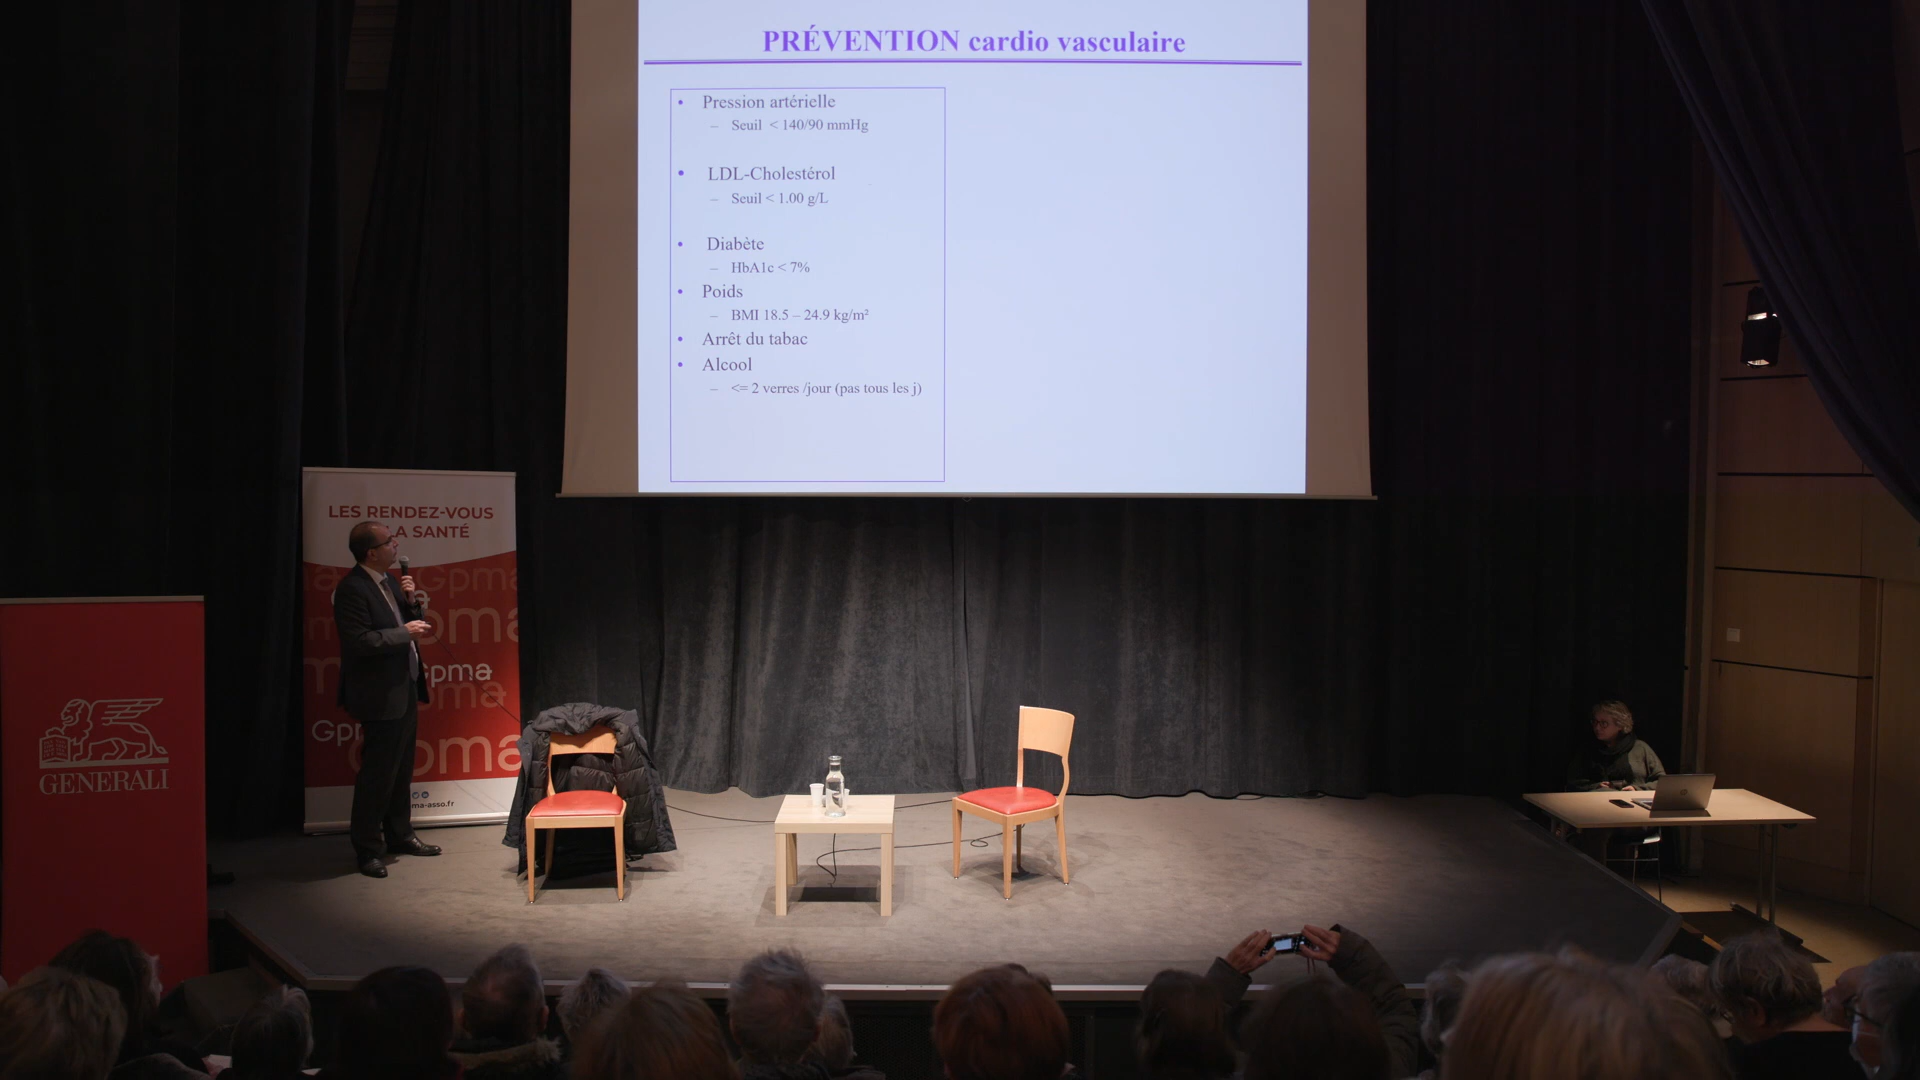 PRÉVENTION cardio vasculaire
• Pression artérielle
– Seuil < 140/90 mmHg
• LDL-Cholestérol
– Seuil < 1.00 g/L
• Diabète
– HbA1c < 7%
• Poids
– BMI 18.5 – 24.9 kg/m²
• Arrêt du tabac
• Alcool
– <= 2 verres /jour (pas tous les j)
LES RENDEZ-VOUS
LA SANTÉ
Gpma
GENERALI